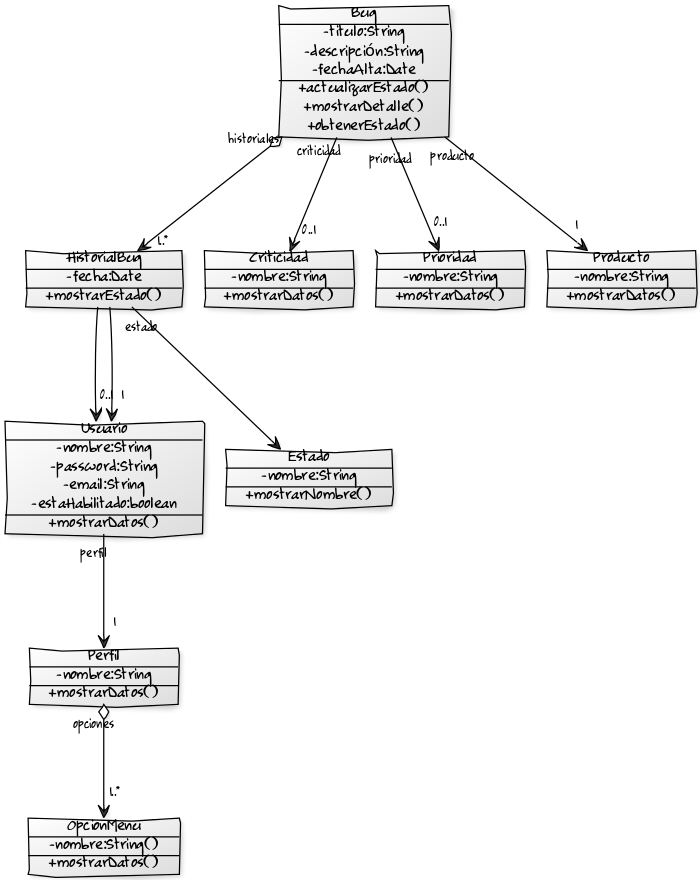 Bug
-titulo:String
-descripción:String
-fechaAlta:Date
+actualizarEstado()
+mostrarDetalle()
+obtenerEstado()
historiales
criticidad
prioridad
producto
1..*
0..1
0..1
1
HistorialBug
-fecha:Date
+mostrarEstado()
Criticidad
-nombre:String
+mostrarDatos()
Prioridad
-nombre:String
+mostrarDatos()
Producto
-nombre:String
+mostrarDatos()
estado
0..1
1
Usuario
-nombre:String
-password:String
-email:String
-estaHabilitado:boolean
+mostrarDatos()
Estado
-nombre:String
+mostrarNombre()
perfil
1
Perfil
-nombre:String
+mostrarDatos()
opciones
1..*
OpcionMenu
-nombre:String()
+mostrarDatos()